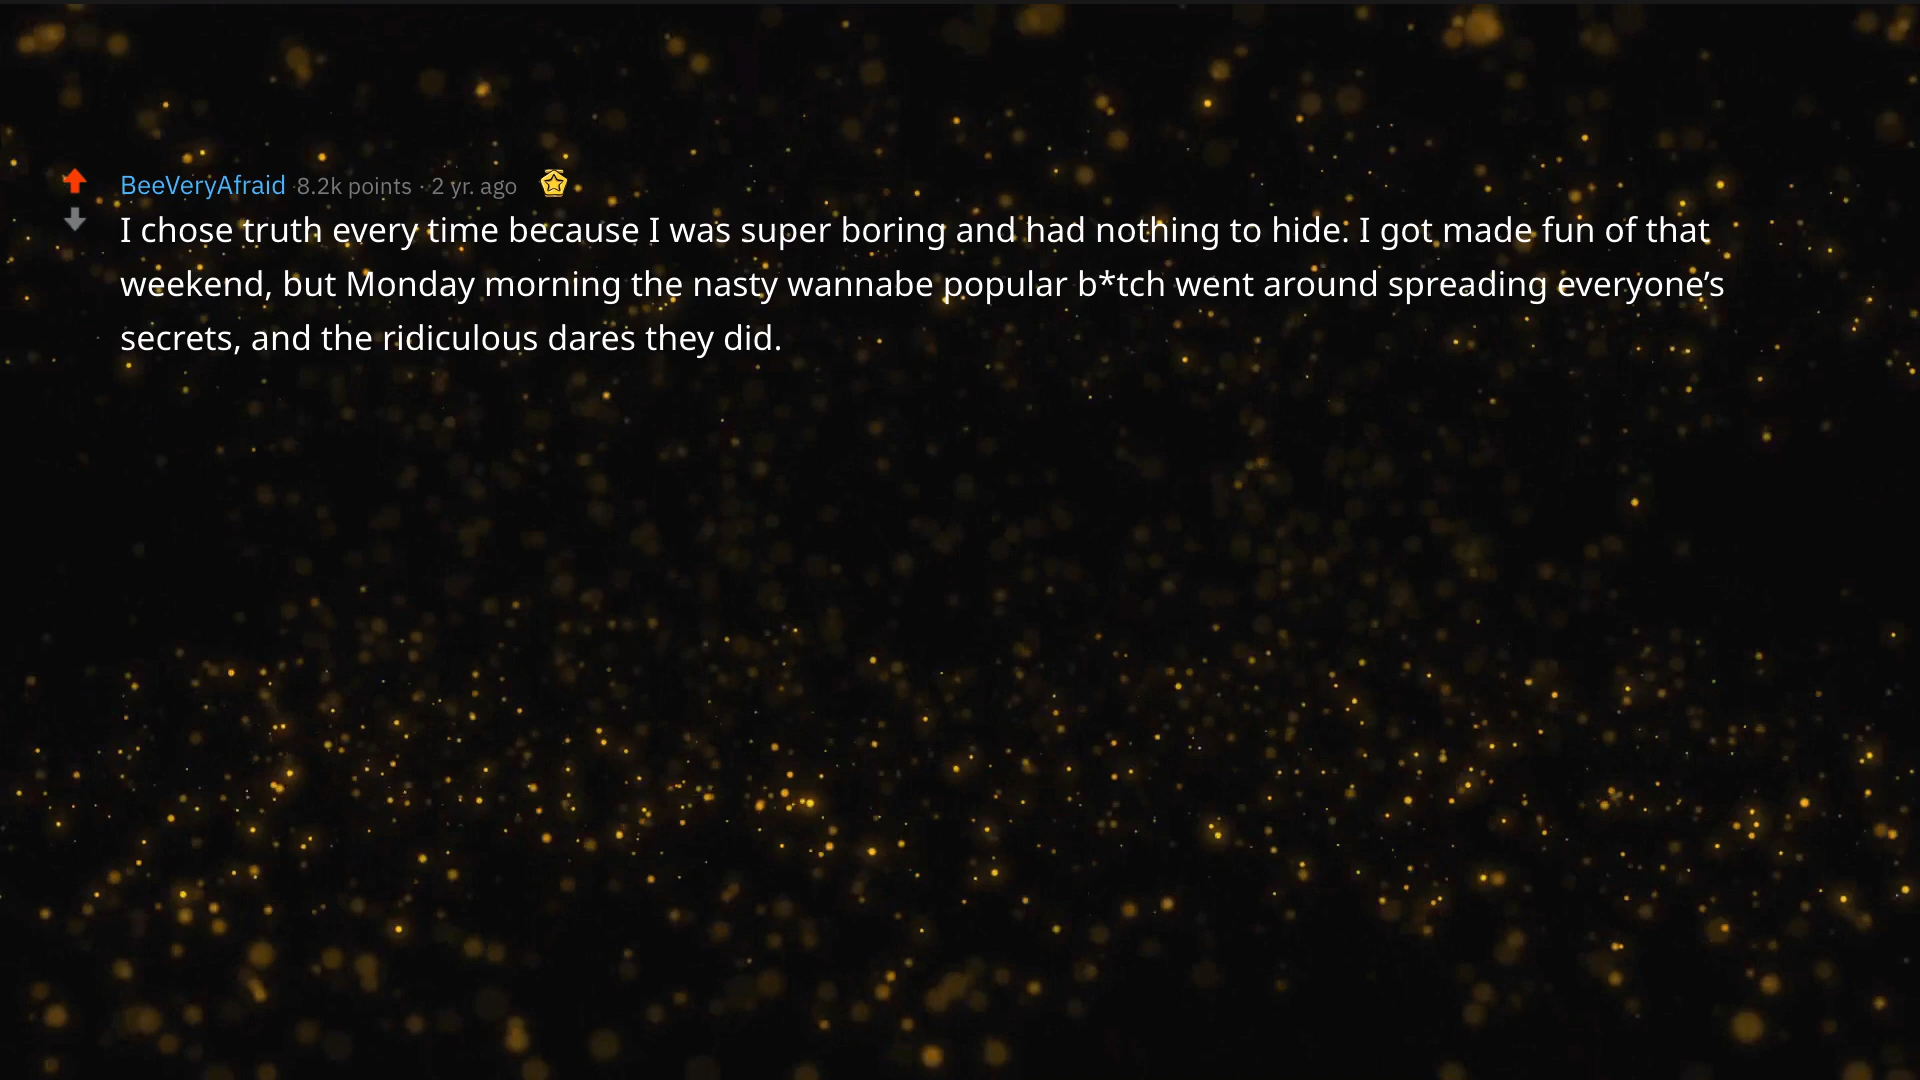 BeeVeryAfraid 8.2k points · 2 yr. ago
I chose truth every time because I was super boring and had nothing to hide. I got made fun of that
weekend, but Monday morning the nasty wannabe popular b*tch went around spreading everyone’s
secrets, and the ridiculous dares they did.